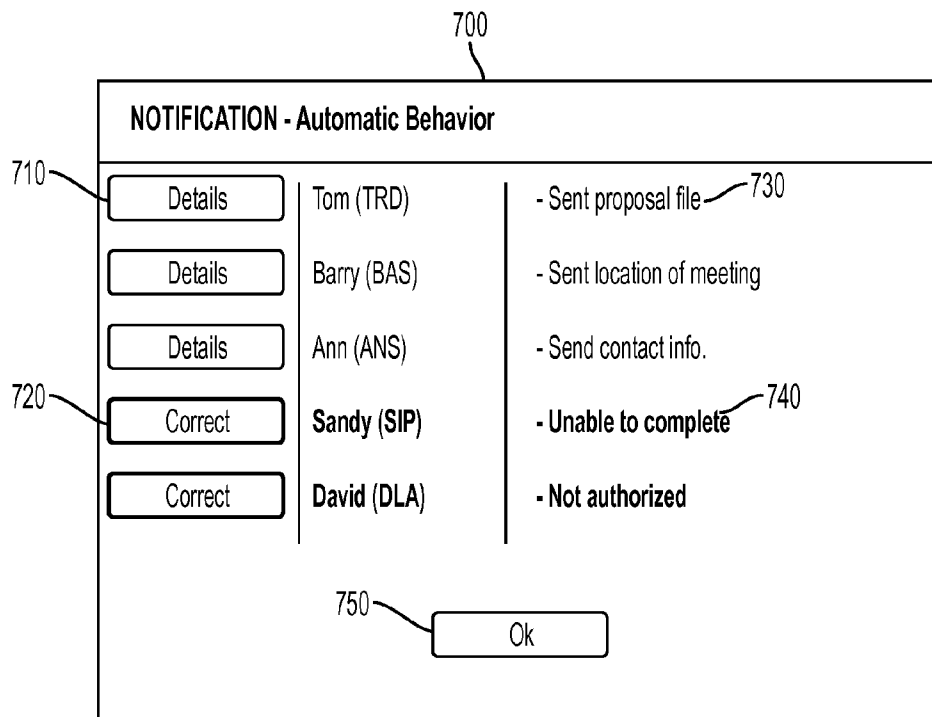 700
NOTIFICATION - Automatic Behavior
710
Details Tom (TRD) - Sent proposal file 730
Details Barry (BAS) - Sent location of meeting
Details Ann (ANS) - Send contact info.
720 740
Correct Sandy (SIP) - Unable to complete
Correct David (DLA) - Not authorized
750
Ok